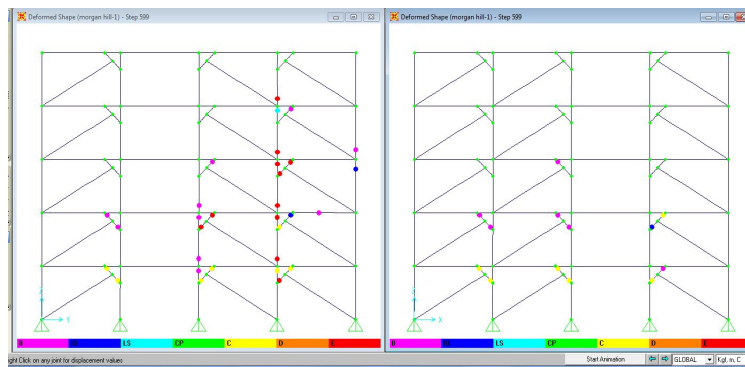 Deformed Shape (morgan hill-1) - Step 599
Deformed Shape (morgan hill-1) - Step 599
Z
Y
Z
X
B
LS
CP
C
D
E
B
LS
CP
C
D
E
ight Click on any joint for displacement values
Start Animation
GLOBAL
Kgf, m, C